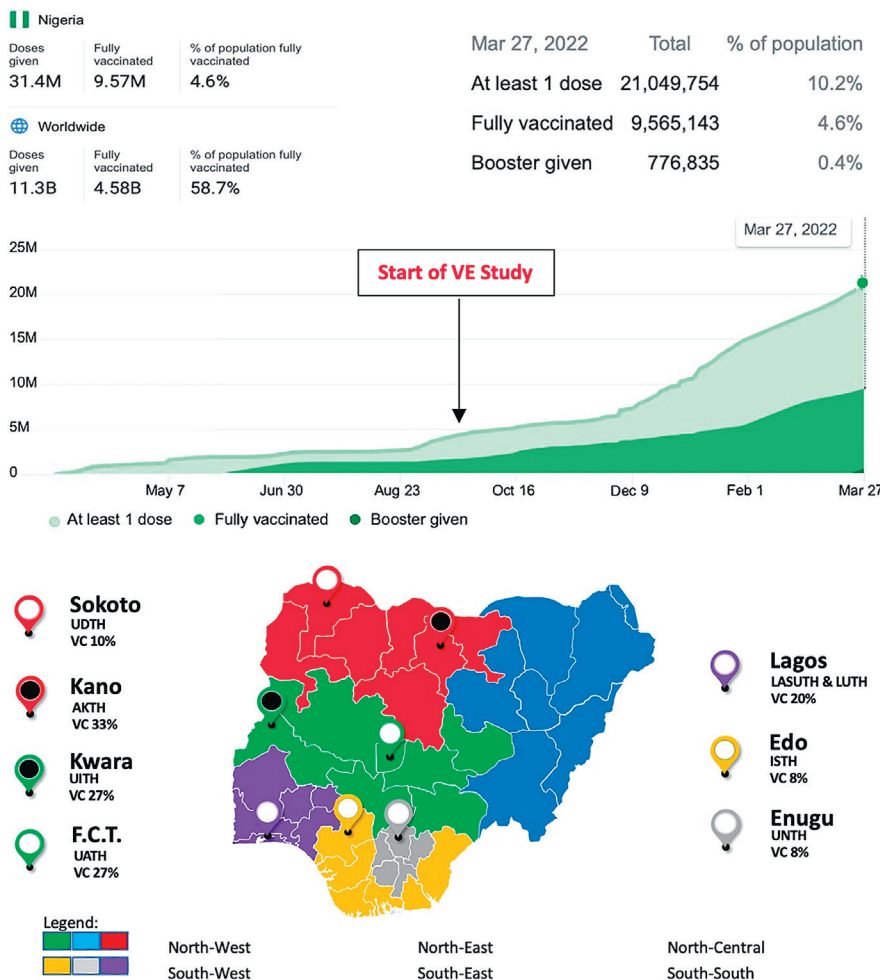 Nigeria
Doses given
Fully vaccinated
% of population fully vaccinated
31.4M
9.57M
4.6%
Worldwide
Doses given
Fully vaccinated
% of population fully vaccinated
11.3B
4.58B
58.7%
Mar 27, 2022 Total % of population
At least 1 dose 21,049,754 10.2%
Fully vaccinated 9,565,143 4.6%
Booster given 776,835 0.4%
Mar 27, 2022
Start of VE Study
25M
20M
15M
10M
5M
0
May 7 Jun 30 Aug 23 Oct 16 Dec 9 Feb 1 Mar 27
At least 1 dose Fully vaccinated Booster given
Sokoto
UDTH
VC 10%
Kano
AKTH
VC 33%
Kwara
UITH
VC 27%
F.C.T.
UATH
VC 27%
Lagos
LASUTH & LUTH
VC 20%
Edo
ISTH
VC 8%
Enugu
UNTH
VC 8%
Legend:
North-West North-East North-Central
South-West South-East South-South